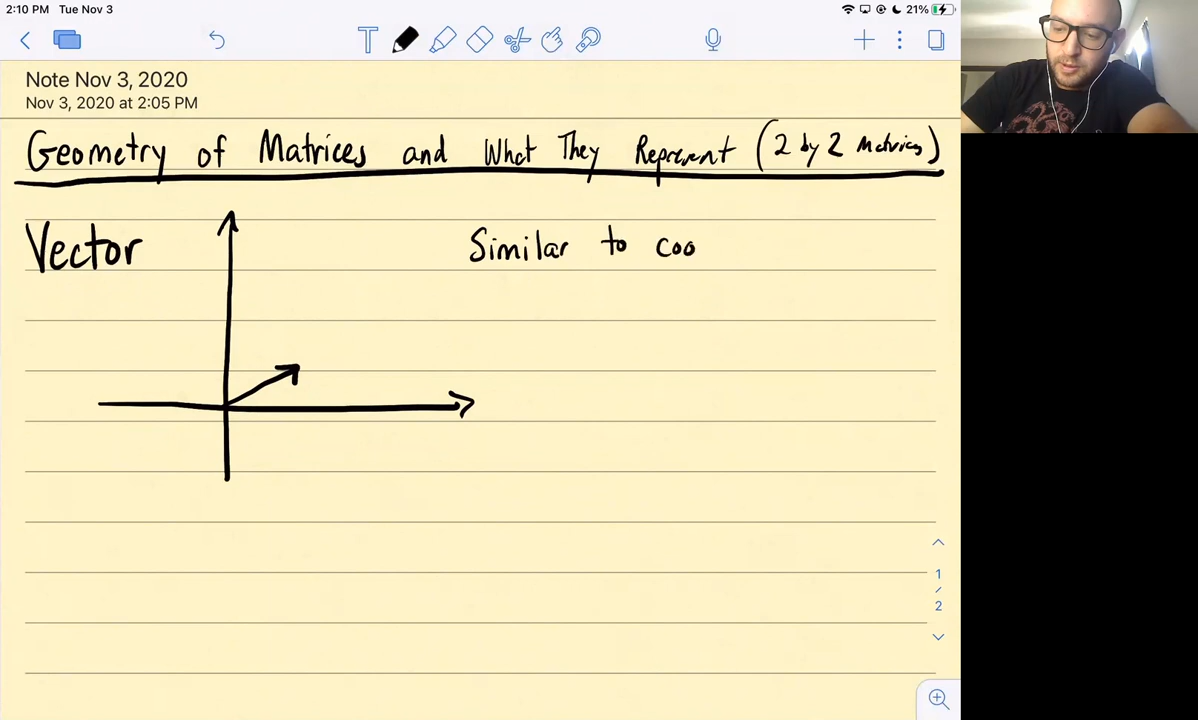 2:10 PM Tue Nov 3 21%
T
Note Nov 3, 2020
Nov 3, 2020 at 2:05 PM
Geometry of Matrices and What They Represent (2 by 2 Matrices)
Vector Similar to coo
1
/
2